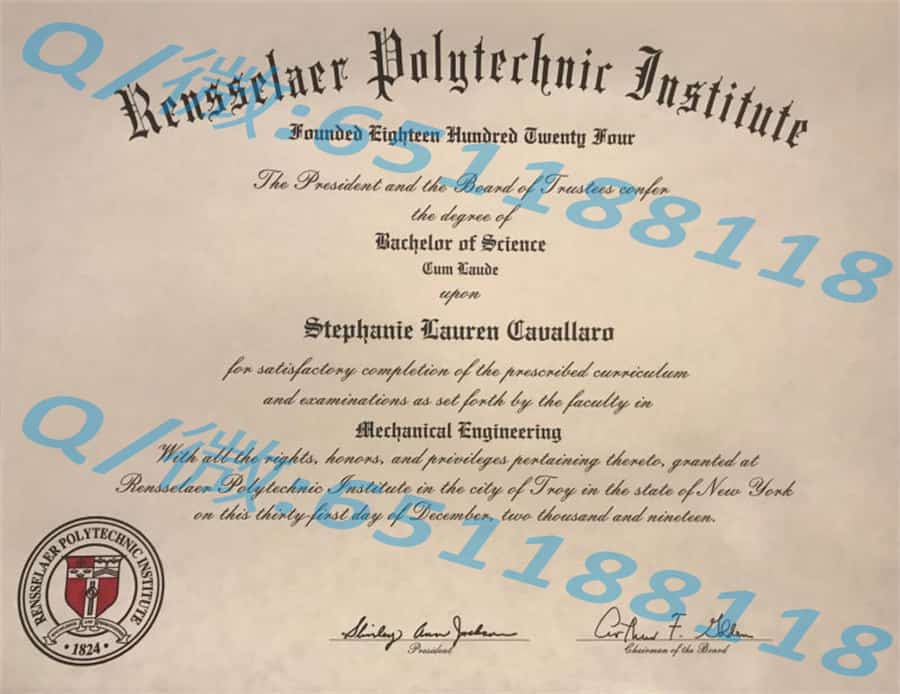 Rensselaer Polytechnic Institute
Founded Eighteen Hundred Twenty Four
The President and the Board of Trustees confer
the degree of
Bachelor of Science
Cum Laude
upon
Stephanie Lauren Cavallaro
for satisfactory completion of the prescribed curriculum
and examinations as set forth by the faculty in
Mechanical Engineering
With all the rights, honors, and privileges pertaining thereto, granted at
Rensselaer Polytechnic Institute in the city of Troy in the state of New York
on this thirty-first day of December, two thousand and nineteen.
RENSSELAER POLYTECHNIC INSTITUTE
• 1824 •
Shirley Ann Jackson
President
Arthur F. Golden
Chairman of the Board
Q/微:651188118
Q/微:651188118